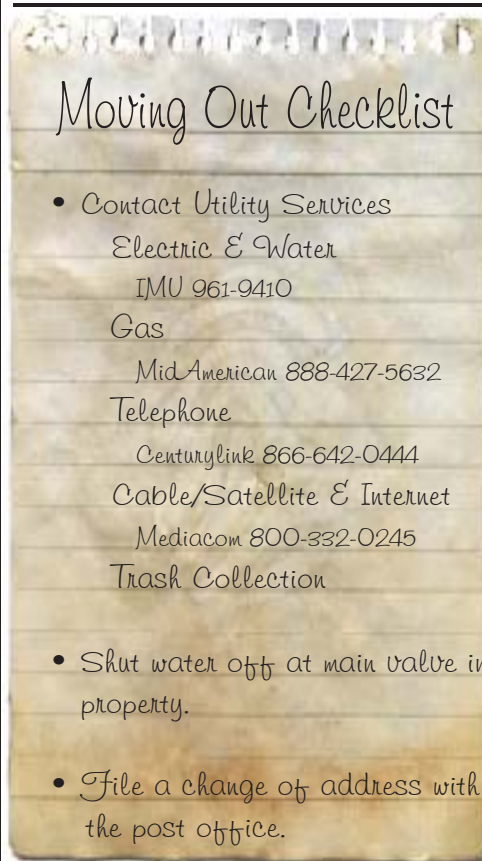 Moving Out Checklist
• Contact Utility Services
Electric & Water
IMU 961-9410
Gas
MidAmerican 888-427-5632
Telephone
Centurylink 866-642-0444
Cable/Satellite & Internet
Mediacom 800-332-0245
Trash Collection
• Shut water off at main valve in
property.
• File a change of address with
the post office.